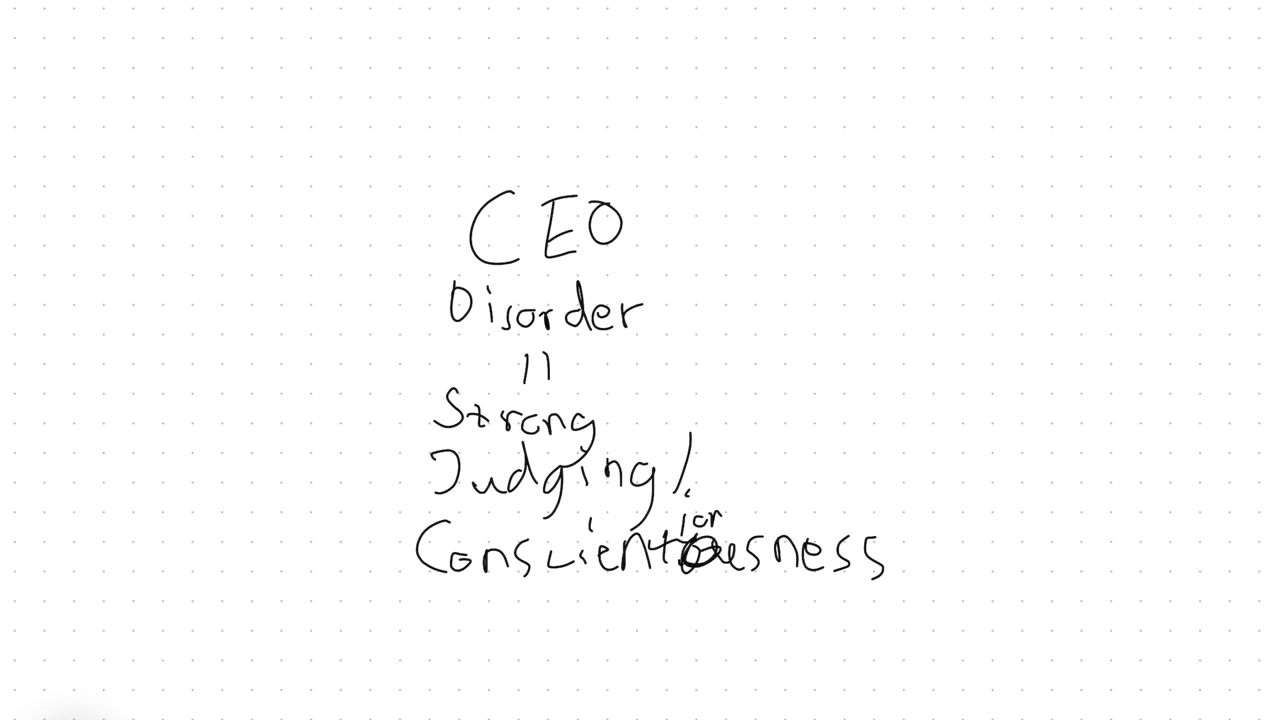 CEO
Disorder
||
Strong
Judging!
Conscientiousness